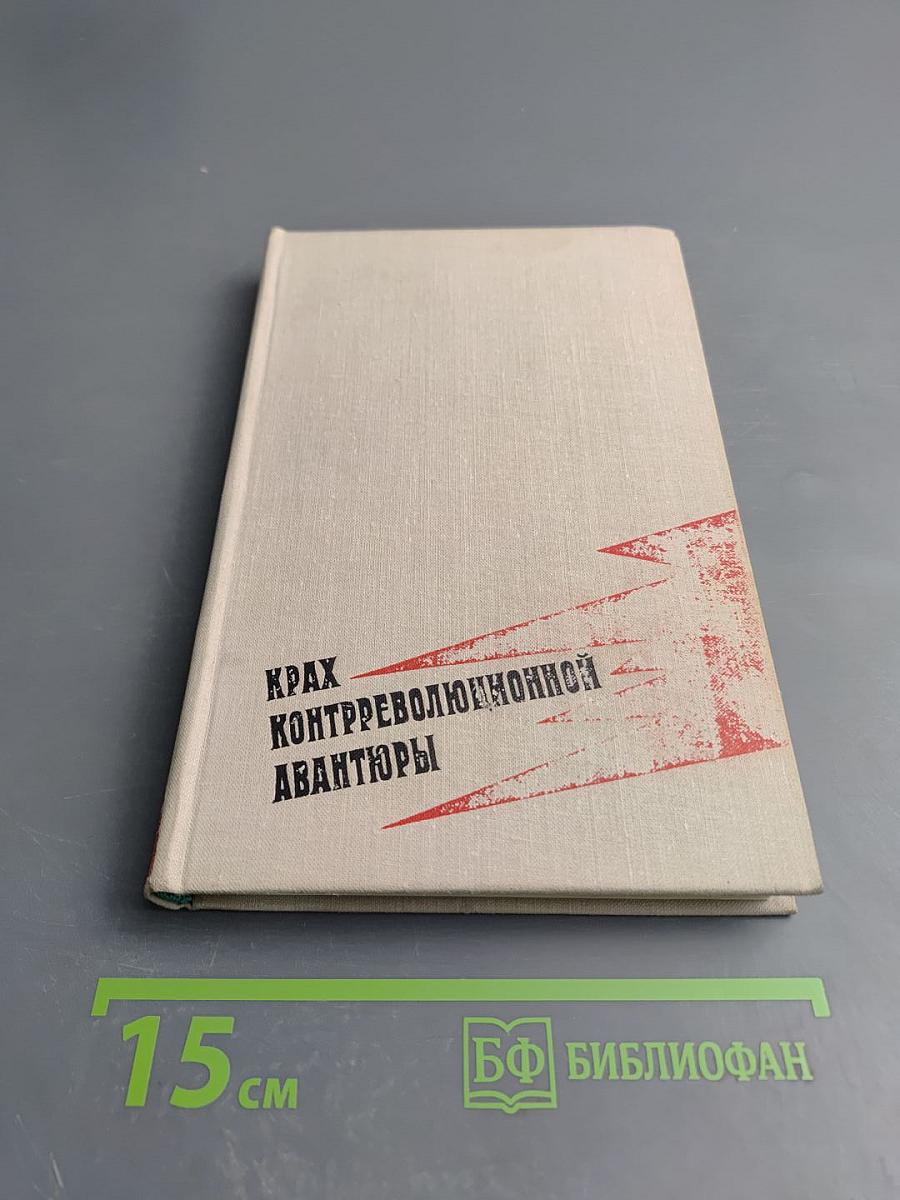 КРАХ
КОНТРРЕВОЛЮЦИОННОЙ
АВАНТЮРЫ
15 см
БФ БИБЛИОФАН